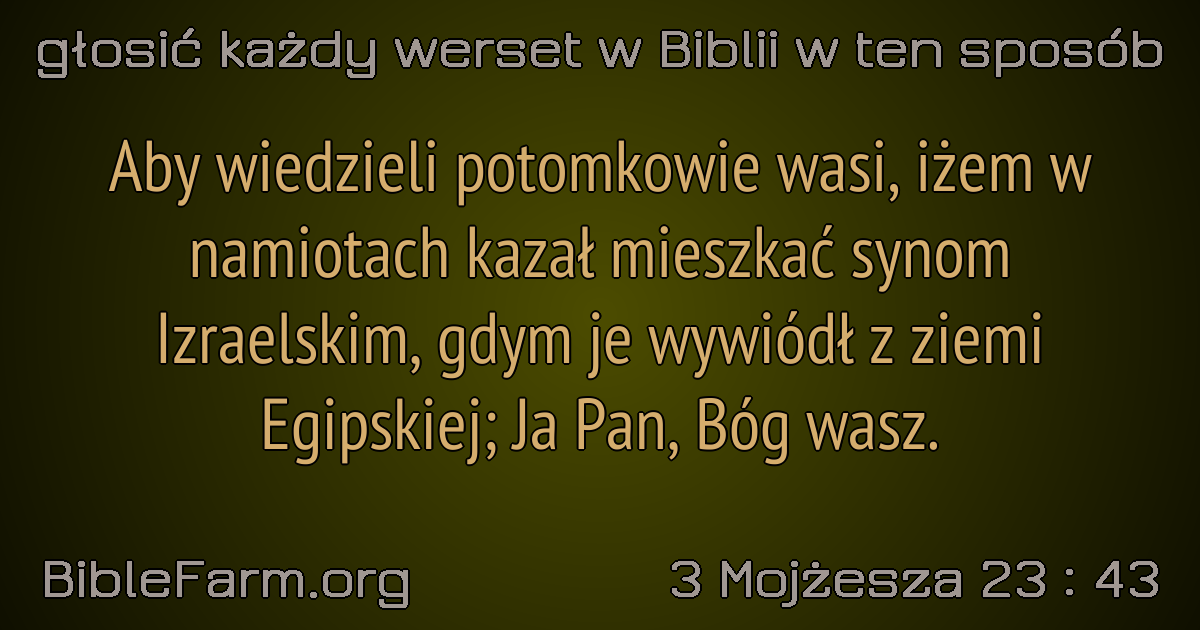 głosić każdy werset w Biblii w ten sposób
Aby wiedzieli potomkowie wasi, iżem w
namiotach kazał mieszkać synom
Izraelskim, gdym je wywiódł z ziemi
Egipskiej; Ja Pan, Bóg wasz.
BibleFarm.org
3 Mojżesza 23 : 43